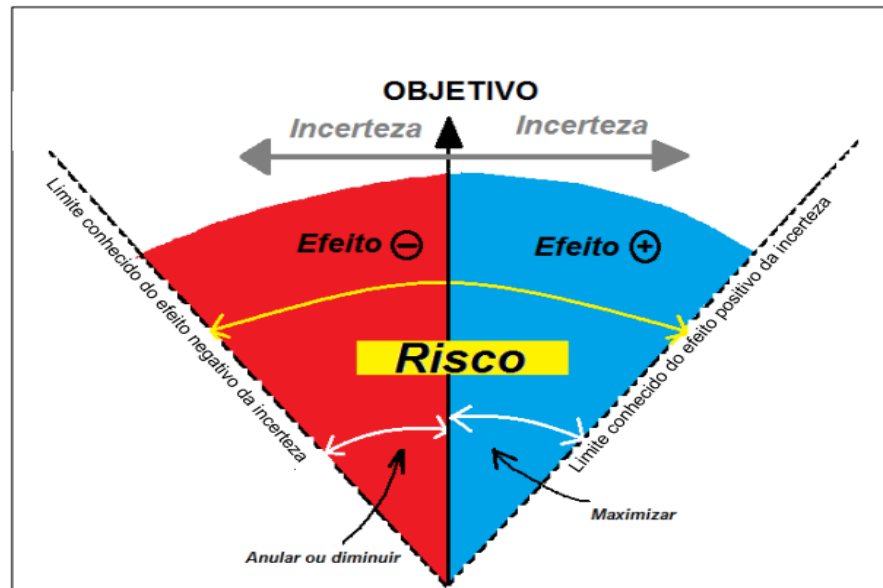 OBJETIVO
Incerteza
Incerteza
Efeito −
Efeito +
Limite conhecido do efeito negativo da incerteza
Limite conhecido do efeito positivo da incerteza
Risco
Maximizar
Anular ou diminuir